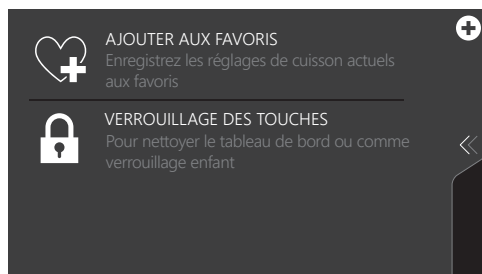 AJOUTER AUX FAVORIS
Enregistrez les réglages de cuisson actuels
aux favoris
VERROUILLAGE DES TOUCHES
Pour nettoyer le tableau de bord ou comme
verrouillage enfant